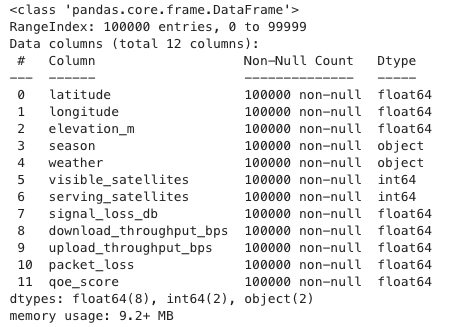 <class 'pandas.core.frame.DataFrame'>
RangeIndex: 100000 entries, 0 to 99999
Data columns (total 12 columns):
 #   Column                   Non-Null Count   Dtype
---  ------                   --------------   -----
 0   latitude                 100000 non-null  float64
 1   longitude                100000 non-null  float64
 2   elevation_m              100000 non-null  float64
 3   season                   100000 non-null  object
 4   weather                  100000 non-null  object
 5   visible_satellites       100000 non-null  int64
 6   serving_satellites       100000 non-null  int64
 7   signal_loss_db           100000 non-null  float64
 8   download_throughput_bps  100000 non-null  float64
 9   upload_throughput_bps    100000 non-null  float64
 10  packet_loss              100000 non-null  float64
 11  qoe_score                100000 non-null  float64
dtypes: float64(8), int64(2), object(2)
memory usage: 9.2+ MB